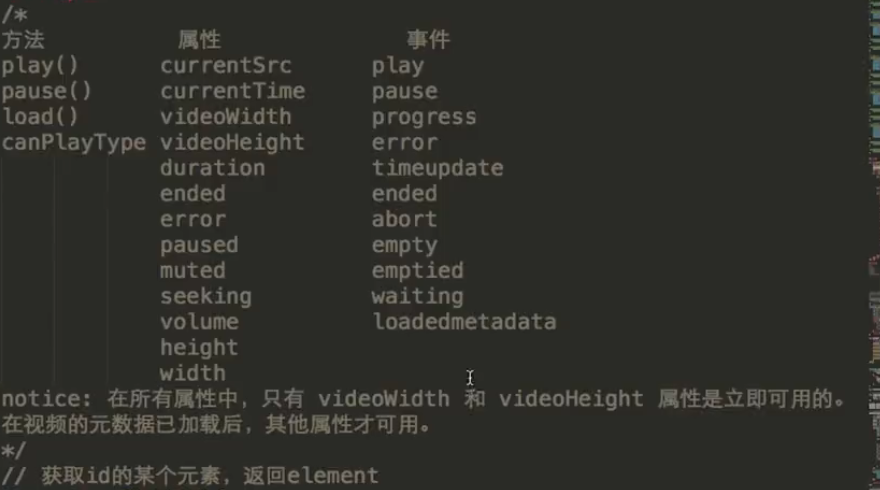 /*
方法 属性 事件
play() currentSrc play
pause() currentTime pause
load() videoWidth progress
canPlayType videoHeight error
duration timeupdate
ended ended
error abort
paused empty
muted emptied
seeking waiting
volume loadedmetadata
height
width
notice: 在所有属性中，只有 videoWidth 和 videoHeight 属性是立即可用的。
在视频的元数据已加载后，其他属性才可用。
*/
// 获取id的某个元素，返回element